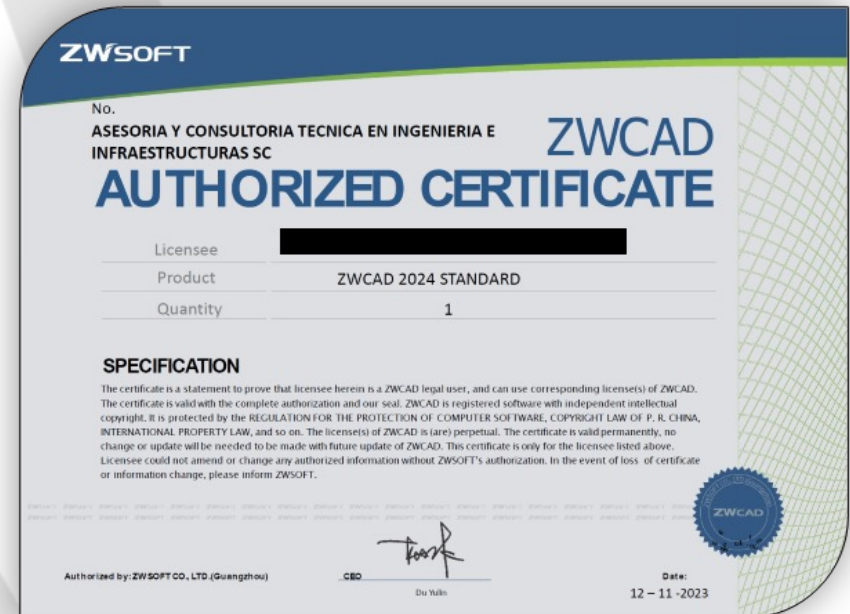 ZWSOFT
No.
ASESORIA Y CONSULTORIA TECNICA EN INGENIERIA E
INFRAESTRUCTURAS SC
ZWCAD
AUTHORIZED CERTIFICATE
Licensee
Product ZWCAD 2024 STANDARD
Quantity 1
SPECIFICATION
The certificate is a statement to prove that licensee herein is a ZWCAD legal user, and can use corresponding license(s) of ZWCAD.
The certificate is valid with the complete authorization and our seal. ZWCAD is registered software with independent intellectual
copyright. It is protected by the REGULATION FOR THE PROTECTION OF COMPUTER SOFTWARE, COPYRIGHT LAW OF P. R. CHINA,
INTERNATIONAL PROPERTY LAW, and so on. The license(s) of ZWCAD is (are) perpetual. The certificate is valid permanently, no
change or update will be needed to be made with future update of ZWCAD. This certificate is only for the licensee listed above.
Licensee could not amend or change any authorized information without ZWSOFT's authorization. In the event of loss of certificate
or information change, please inform ZWSOFT.
ZWCAD
Authorized by: ZWSOFT CO., LTD.(Guangzhou) CEO Date:
Du Yulin 12 – 11 -2023